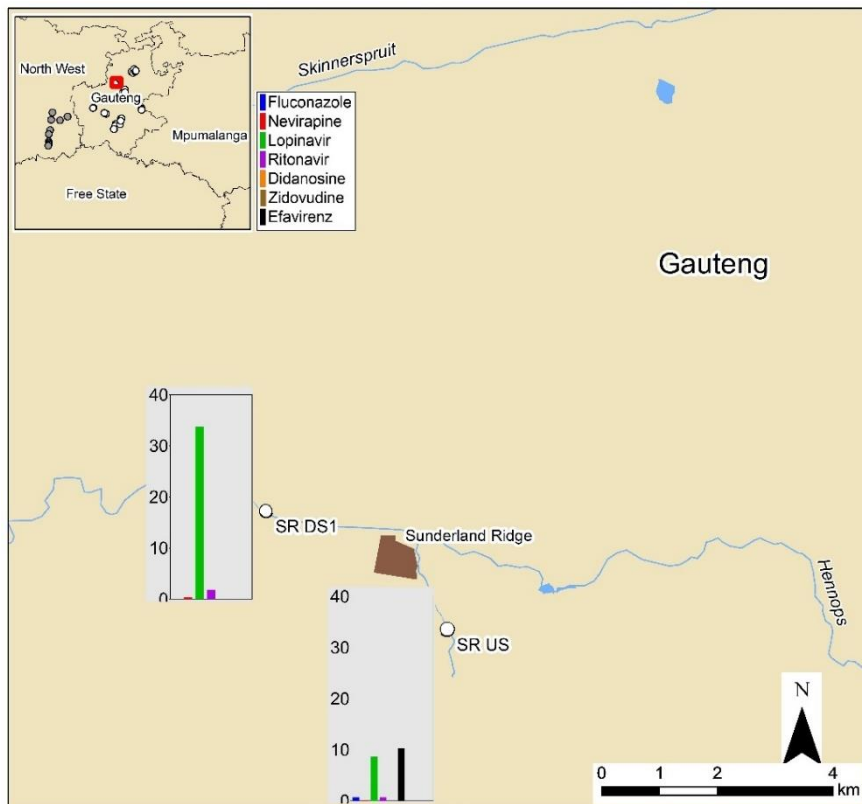 Skinnerspruit
North West
Gauteng
Mpumalanga
Free State
Fluconazole
Nevirapine
Lopinavir
Ritonavir
Didanosine
Zidovudine
Efavirenz
Gauteng
40
30
20
10
0
SR DS1
Sunderland Ridge
Hennops
40
30
20
10
0
SR US
N
0 1 2 4
km